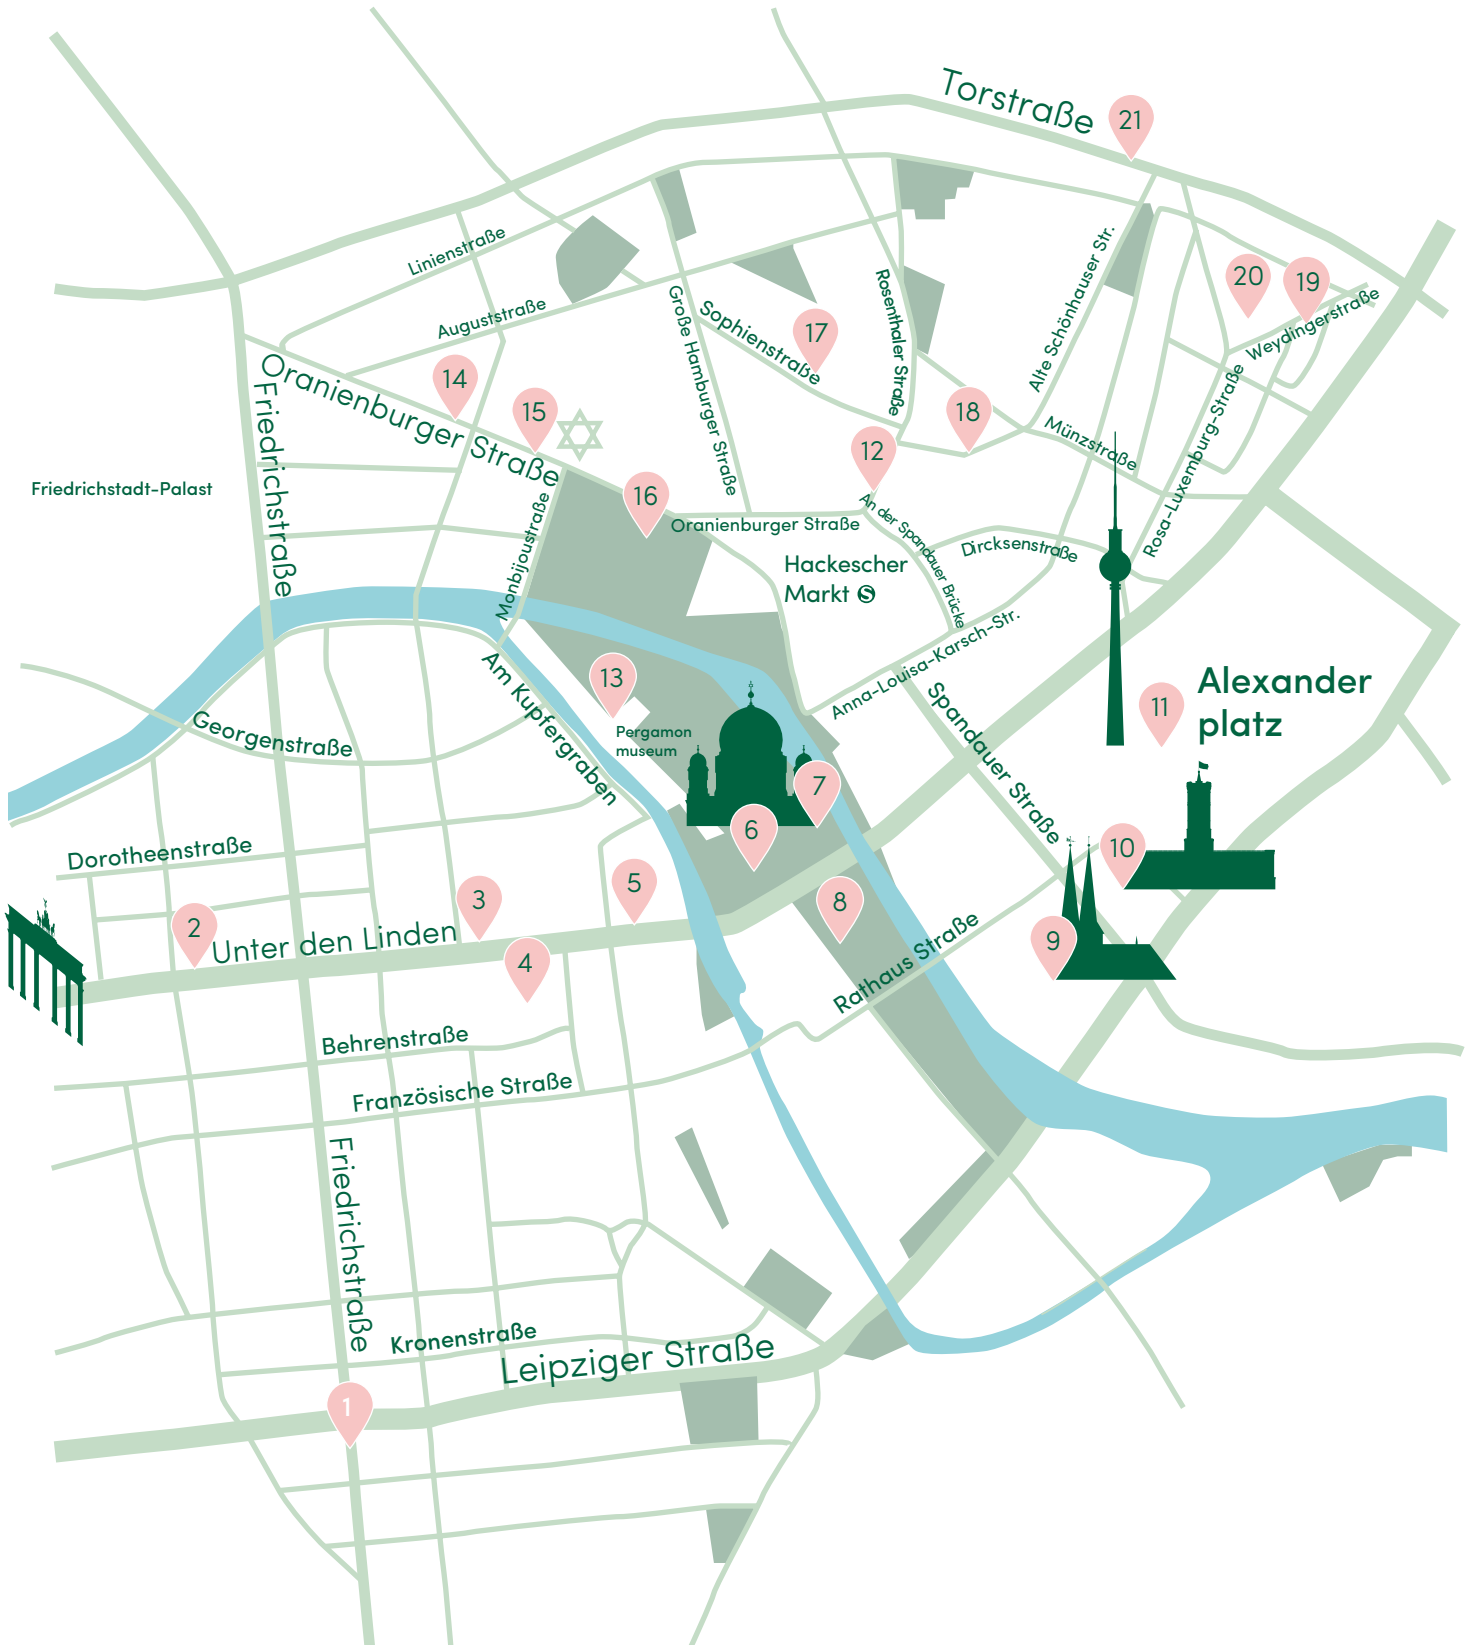 Torstraße
21
Linienstraße
Auguststraße
Große Hamburger Straße
Sophienstraße
17
Rosenthaler Straße
Alte Schönhauser Str.
20
19
Weydingerstraße
Oranienburger Straße
14
15
18
12
Münzstraße
Rosa-Luxemburg-Straße
Friedrichstraße
Friedrichstadt-Palast
16
Oranienburger Straße
An der Spandauer Brücke
Dircksenstraße
Monbijoustraße
Hackescher
Markt S
Anna-Louisa-Karsch-Str.
13
Am Kupfergraben
Pergamon
museum
Spandauer Straße
11
Alexander
platz
Georgenstraße
7
6
10
Dorotheenstraße
5
3
8
2
Unter den Linden
4
9
Rathaus Straße
Behrenstraße
Französische Straße
Friedrichstraße
Kronenstraße
Leipziger Straße
1